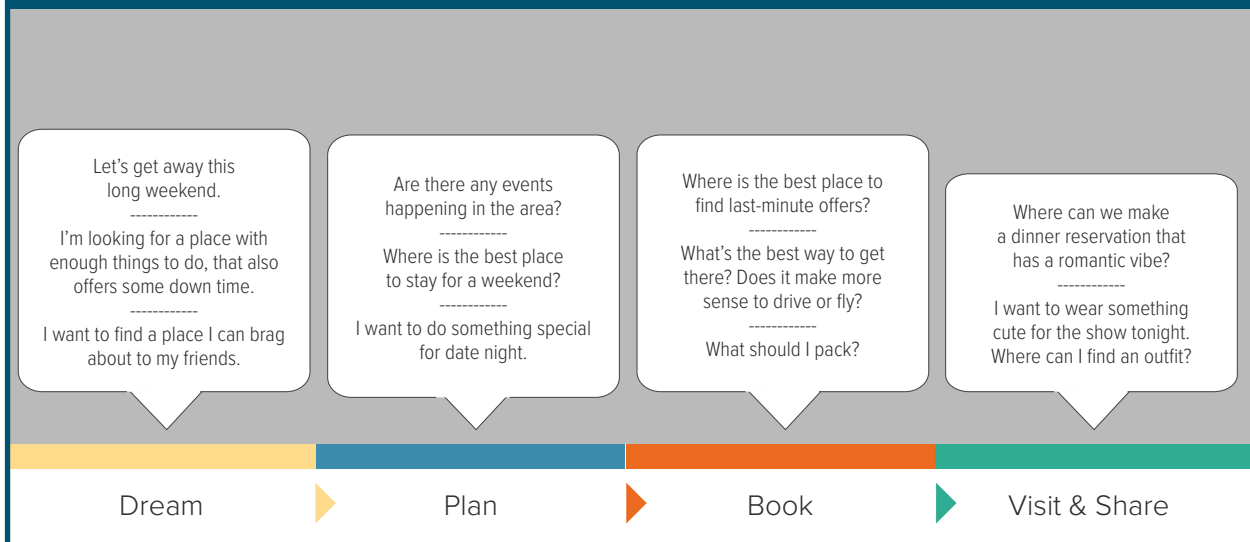 Let's get away this
long weekend.
------------
I'm looking for a place with
enough things to do, that also
offers some down time.
------------
I want to find a place I can brag
about to my friends.
Are there any events
happening in the area?
------------
Where is the best place
to stay for a weekend?
------------
I want to do something special
for date night.
Where is the best place to
find last-minute offers?
------------
What's the best way to get
there? Does it make more
sense to drive or fly?
------------
What should I pack?
Where can we make
a dinner reservation that
has a romantic vibe?
------------
I want to wear something
cute for the show tonight.
Where can I find an outfit?
Dream
Plan
Book
Visit & Share